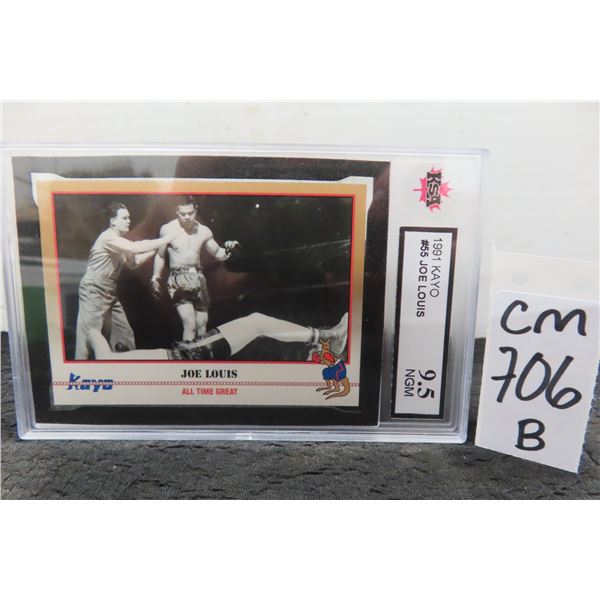 KSA
1991 KAYO
#55 JOE LOUIS
9.5
NGM
JOE LOUIS
Kayo
ALL TIME GREAT
CM
706
B